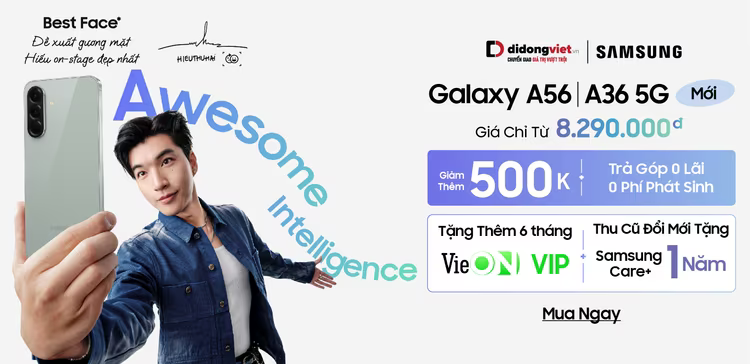 Best Face*
Đề xuất gương mặt
Hiếu on-stage đẹp nhất
HIEUTHUHAI
Awesome
Intelligence
didongviet.vn
CHUYỂN GIAO GIÁ TRỊ VƯỢT TRỘI
SAMSUNG
Galaxy A56 | A36 5G
Mới
Giá Chỉ Từ 8.290.000đ
Giảm Thêm 500K
+
Trả Góp 0 Lãi
0 Phí Phát Sinh
Tặng Thêm 6 tháng
VieON VIP
+
Thu Cũ Đổi Mới Tặng
Samsung Care+ 1 Năm
Mua Ngay